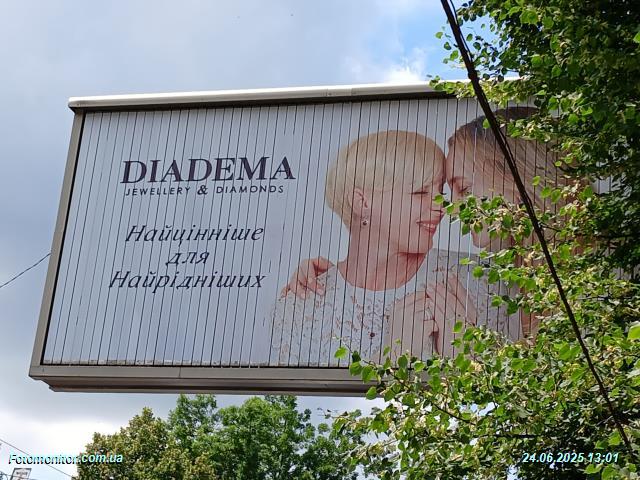 DIADEMA
JEWELLERY & DIAMONDS
Найцінніше
для
Найрідніших
Fotomonitor.com.ua
24.06.2025 13:01